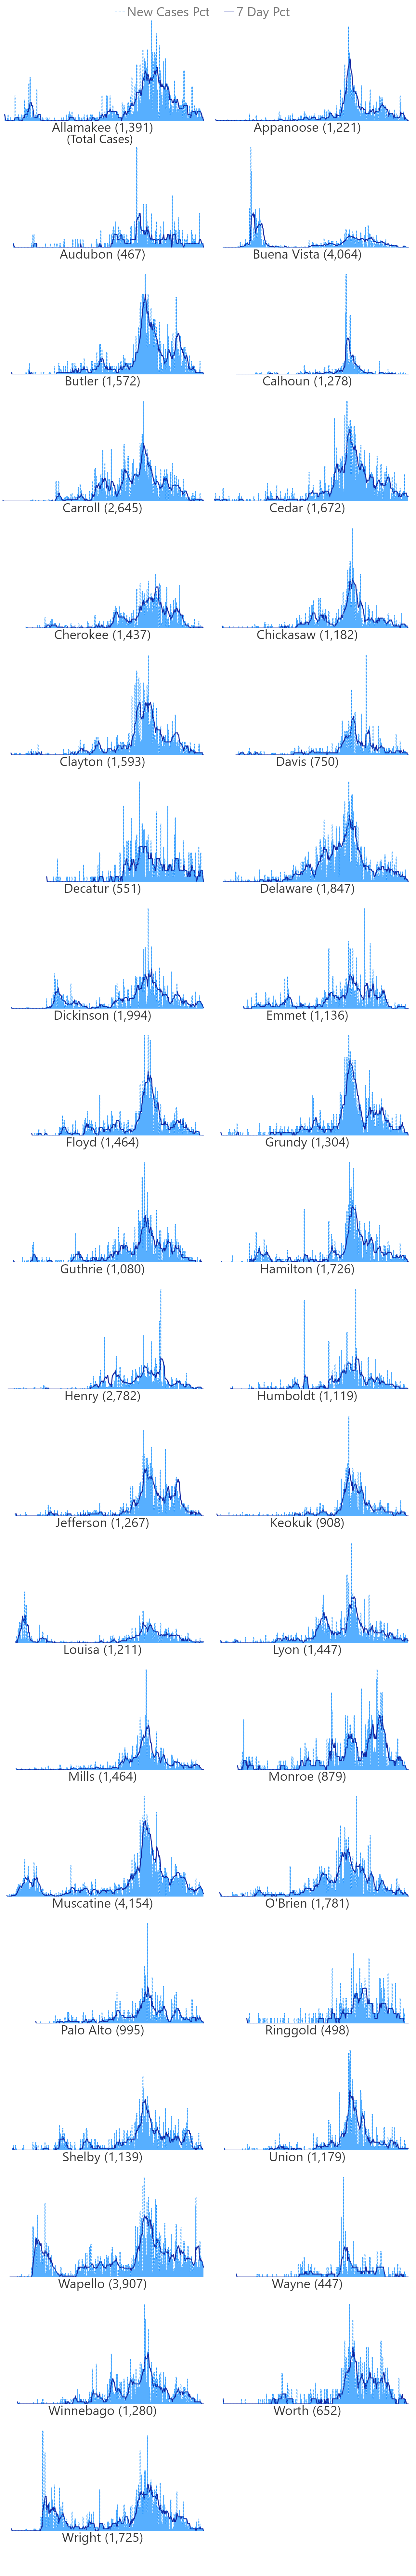 New Cases Pct 7 Day Pct
Allamakee (1,391) Appanoose (1,221)
(Total Cases)
Audubon (467) Buena Vista (4,064)
Butler (1,572) Calhoun (1,278)
Carroll (2,645) Cedar (1,672)
Cherokee (1,437) Chickasaw (1,182)
Clayton (1,593) Davis (750)
Decatur (551) Delaware (1,847)
Dickinson (1,994) Emmet (1,136)
Floyd (1,464) Grundy (1,304)
Guthrie (1,080) Hamilton (1,726)
Henry (2,782) Humboldt (1,119)
Jefferson (1,267) Keokuk (908)
Louisa (1,211) Lyon (1,447)
Mills (1,464) Monroe (879)
Muscatine (4,154) O'Brien (1,781)
Palo Alto (995) Ringgold (498)
Shelby (1,139) Union (1,179)
Wapello (3,907) Wayne (447)
Winnebago (1,280) Worth (652)
Wright (1,725)